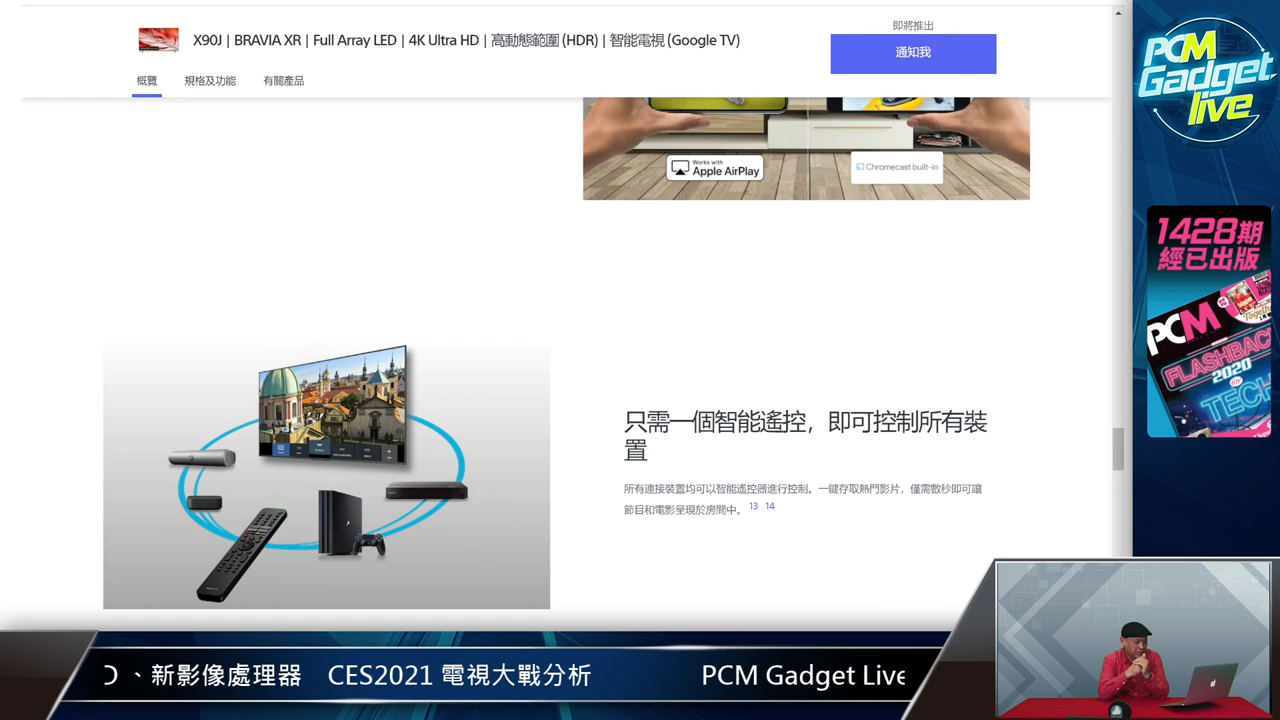 X90J | BRAVIA XR | Full Array LED | 4K Ultra HD | 高動態範圍 (HDR) | 智能電視 (Google TV)
即將推出
通知我
概覽
規格及功能
有關產品
Works with
Apple AirPlay
Chromecast built-in
只需一個智能遙控，即可控制所有裝
置
所有連接裝置均可以智能遙控器進行控制。一鍵存取熱門影片，僅需數秒即可讓
節目和電影呈現於房間中。 13 14
PCM
Gadget
live
1428期
經已出版
PCM
FLASHBACK
2020
TECH
、新影像處理器 CES2021 電視大戰分析 PCM Gadget Live